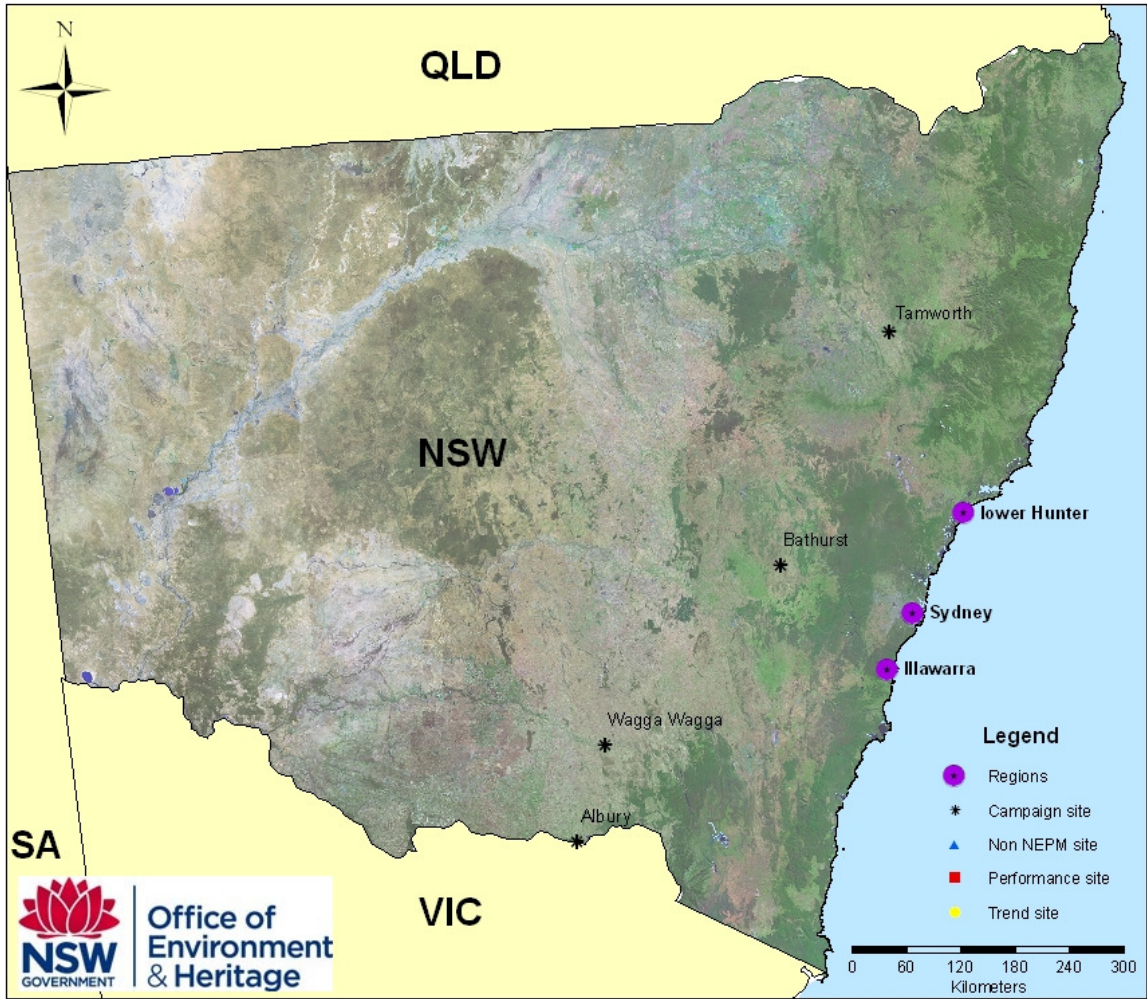 N
QLD
Tamworth
NSW
lower Hunter
Bathurst
Sydney
Illawarra
Wagga Wagga
Albury
SA
VIC
Legend
Regions
Campaign site
Non NEPM site
Performance site
Trend site
0 60 120 180 240 300
Kilometers
NSW
GOVERNMENT
Office of
Environment
& Heritage